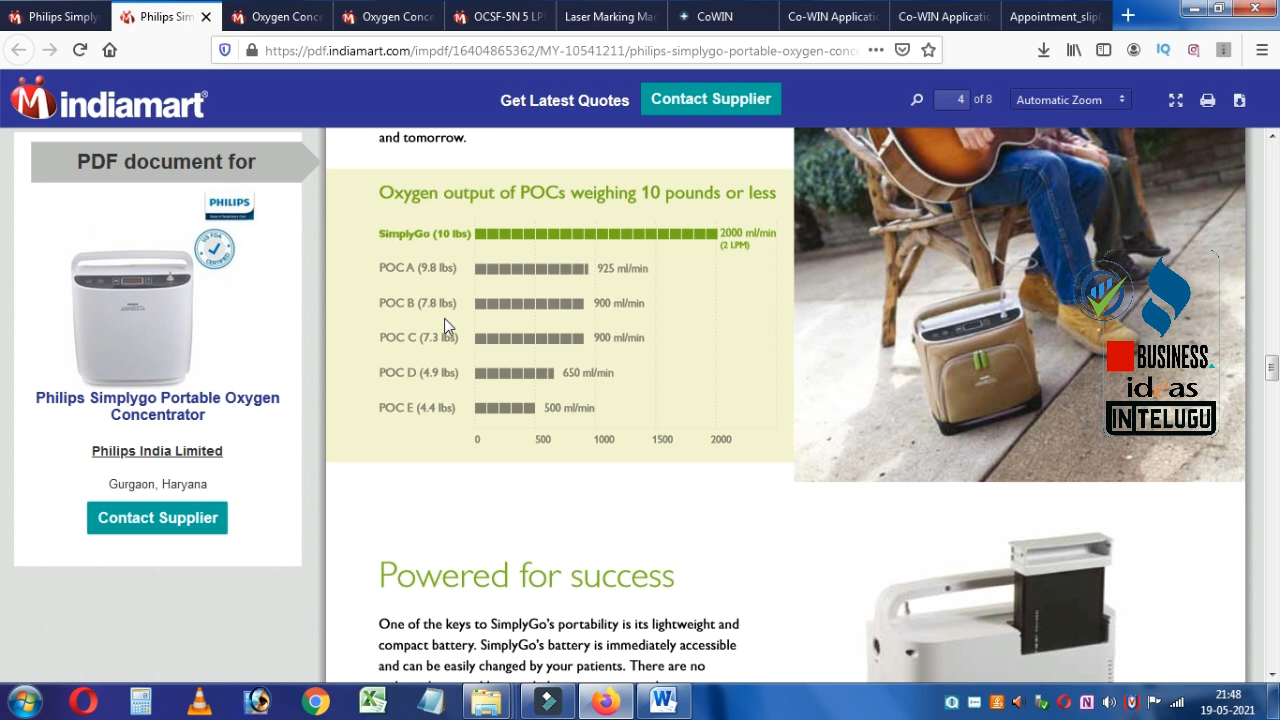 Philips Simply
Philips Sim
Oxygen Conce
Oxygen Conce
OCSF-5N 5 LP
Laser Marking Ma
CoWIN
Co-WIN Applicati
Co-WIN Applicati
Appointment_slip(
https://pdf.indiamart.com/impdf/16404865362/MY-10541211/philips-simplygo-portable-oxygen-conc
indiamart
Get Latest Quotes
Contact Supplier
4 of 8
Automatic Zoom
PDF document for
PHILIPS
Philips Simplygo Portable Oxygen
Concentrator
Philips India Limited
Gurgaon, Haryana
Contact Supplier
and tomorrow.
Oxygen output of POCs weighing 10 pounds or less
SimplyGo (10 lbs) 2000 ml/min
(2 LPM)
POC A (9.8 lbs) 925 ml/min
POC B (7.8 lbs) 900 ml/min
POC C (7.3 lbs) 900 ml/min
POC D (4.9 lbs) 650 ml/min
POC E (4.4 lbs) 500 ml/min
0 500 1000 1500 2000
BUSINESS
ideas
IN TELUGU
Powered for success
One of the keys to SimplyGo's portability is its lightweight and
compact battery. SimplyGo's battery is immediately accessible
and can be easily changed by your patients. There are no
21:48
19-05-2021